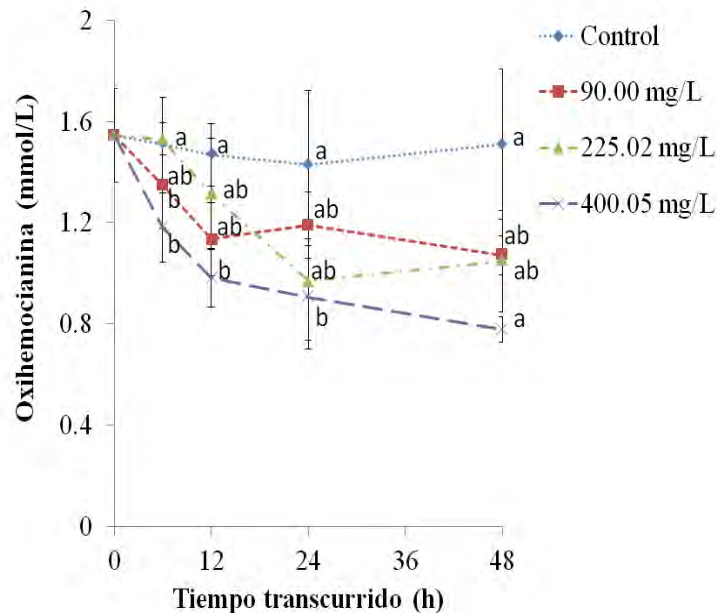 2
1.6
1.2
0.8
0.4
0
Oxihemocianina (mmol/L)
0
12
24
36
48
Tiempo transcurrido (h)
Control
90.00 mg/L
225.02 mg/L
400.05 mg/L
a
ab
b
b
a
ab
ab
b
a
ab
ab
b
a
ab
ab
a